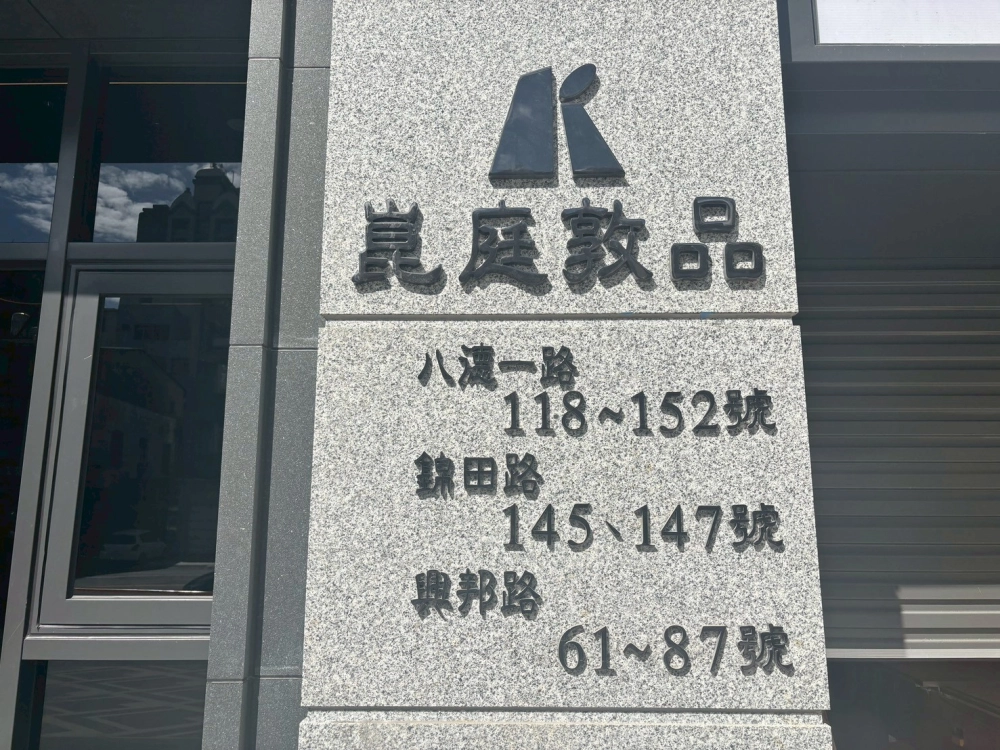 崑庭敦品
八德一路
118~152號
錦田路
145、147號
興邦路
61~87號